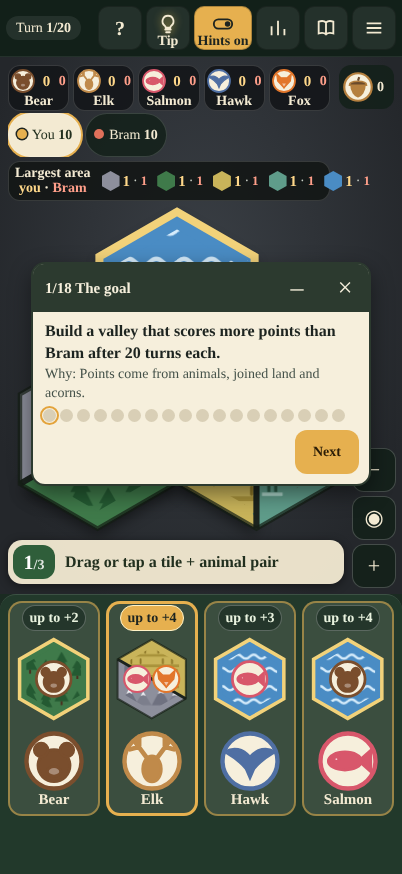 Turn 1/20
?
Tip
Hints on
0 0
Bear
0 0
Elk
0 0
Salmon
0 0
Hawk
0 0
Fox
0
You 10
Bram 10
Largest area
you · Bram
1 · 1
1 · 1
1 · 1
1 · 1
1 · 1
1/18 The goal
Build a valley that scores more points than
Bram after 20 turns each.
Why: Points come from animals, joined land and
acorns.
Next
1/3 Drag or tap a tile + animal pair
up to +2
up to +4
up to +3
up to +4
Bear
Elk
Hawk
Salmon